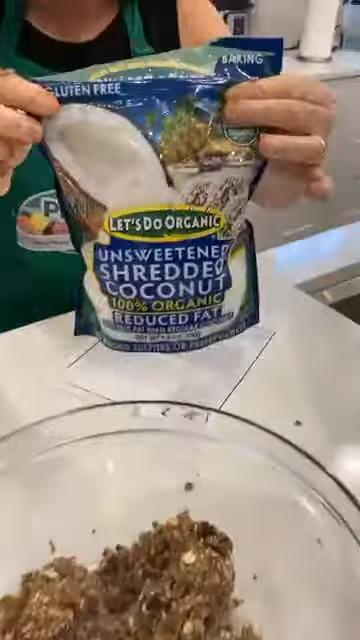 BAKING
GLUTEN FREE
LET'S DO ORGANIC
UNSWEETENED
SHREDDED
COCONUT
100% ORGANIC
REDUCED FAT